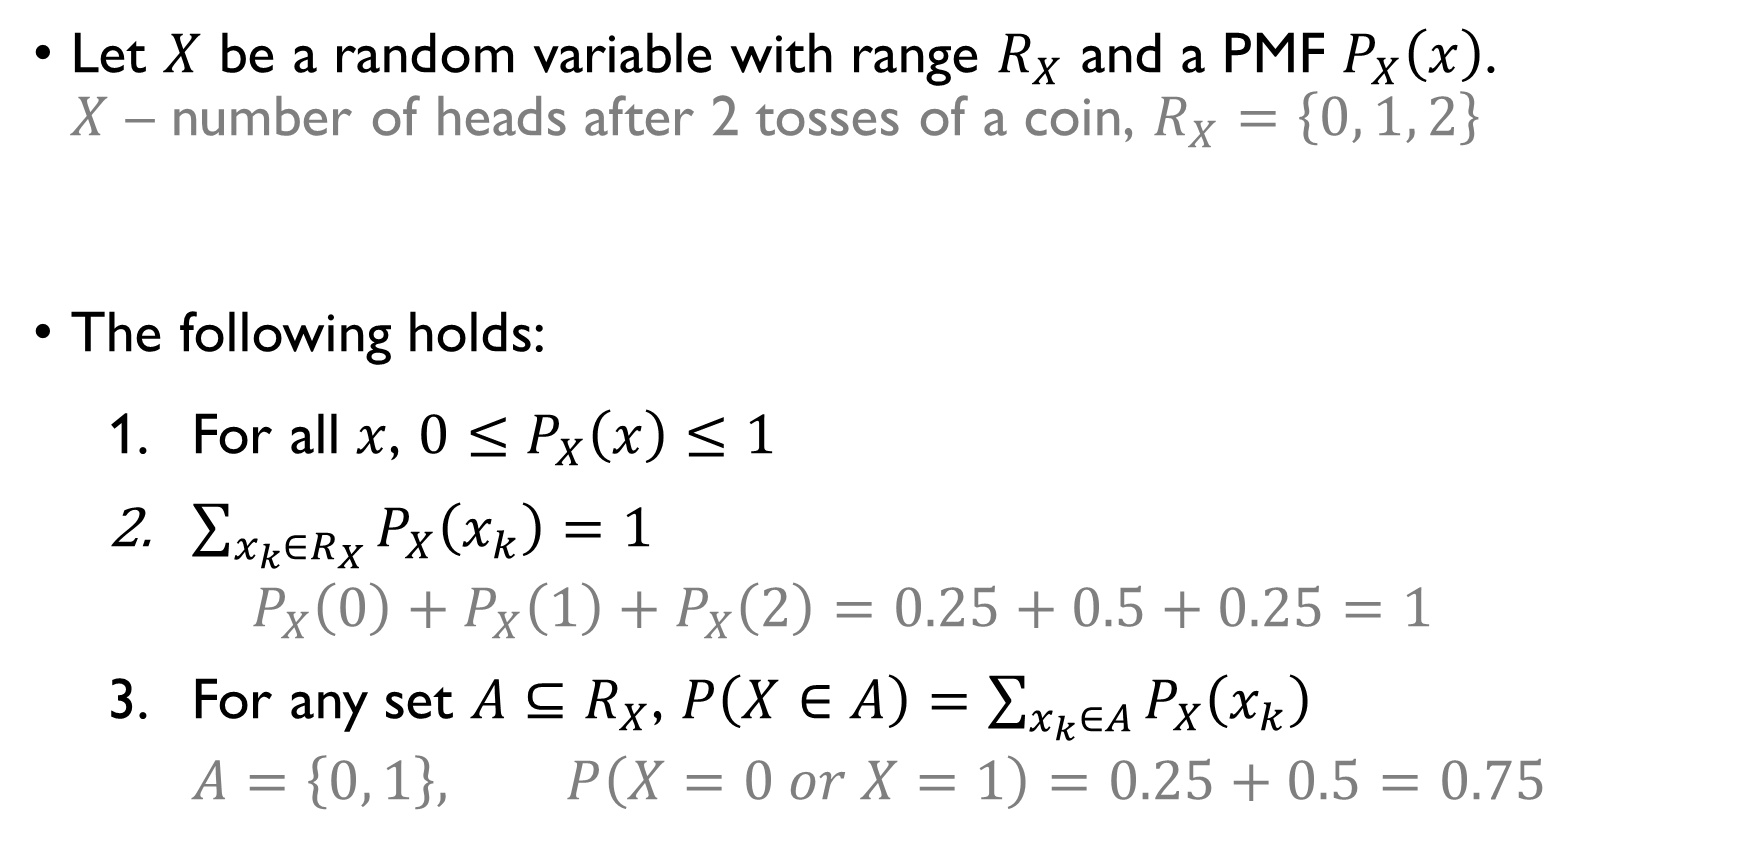 • Let X be a random variable with range R_X and a PMF P_X(x).
X – number of heads after 2 tosses of a coin, R_X = {0, 1, 2}
• The following holds:
1. For all x, 0 ≤ P_X(x) ≤ 1
2. ∑_{x_k∈R_X} P_X(x_k) = 1
P_X(0) + P_X(1) + P_X(2) = 0.25 + 0.5 + 0.25 = 1
3. For any set A ⊆ R_X, P(X ∈ A) = ∑_{x_k∈A} P_X(x_k)
A = {0, 1}, P(X = 0 or X = 1) = 0.25 + 0.5 = 0.75